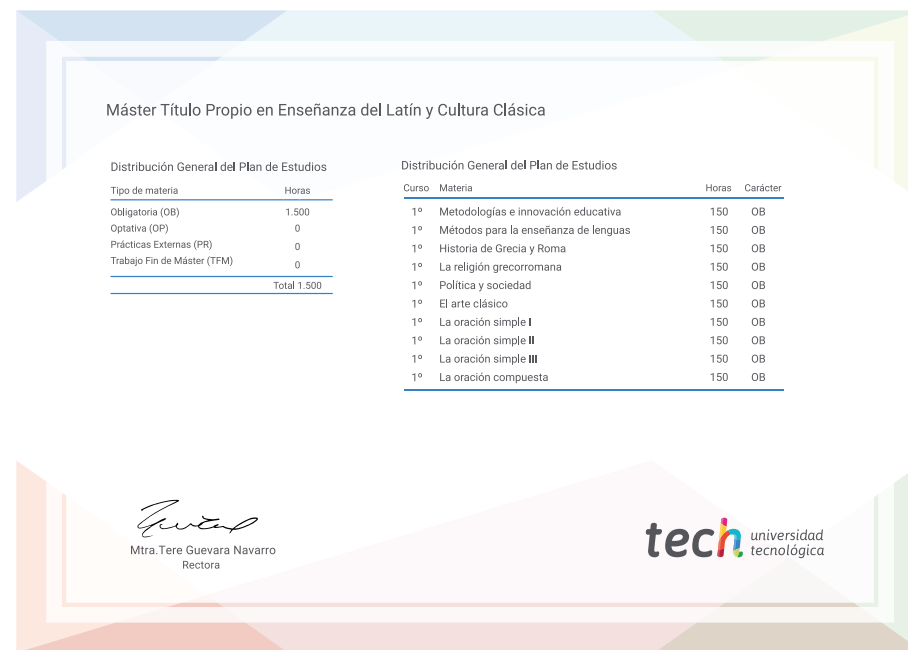 Máster Título Propio en Enseñanza del Latín y Cultura Clásica
Distribución General del Plan de Estudios
Tipo de materia Horas
Obligatoria (OB) 1.500
Optativa (OP) 0
Prácticas Externas (PR) 0
Trabajo Fin de Máster (TFM) 0
Total 1.500
Distribución General del Plan de Estudios
Curso Materia Horas Carácter
1º Metodologías e innovación educativa 150 OB
1º Métodos para la enseñanza de lenguas 150 OB
1º Historia de Grecia y Roma 150 OB
1º La religión grecorromana 150 OB
1º Política y sociedad 150 OB
1º El arte clásico 150 OB
1º La oración simple I 150 OB
1º La oración simple II 150 OB
1º La oración simple III 150 OB
1º La oración compuesta 150 OB
Mtra.Tere Guevara Navarro
Rectora
tech universidad
tecnológica